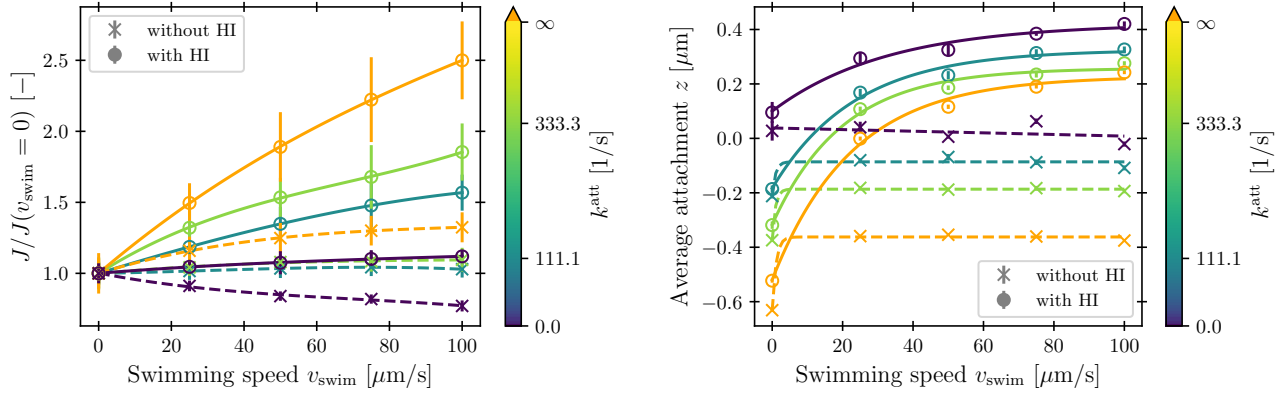 J/J(v_swim = 0) [−]
2.5
2.0
1.5
1.0
0 20 40 60 80 100
Swimming speed v_swim [μm/s]
without HI
with HI
∞
333.3
111.1
0.0
k^att [1/s]
Average attachment z [μm]
0.4
0.2
0.0
−0.2
−0.4
−0.6
0 20 40 60 80 100
Swimming speed v_swim [μm/s]
without HI
with HI
∞
333.3
111.1
0.0
k^att [1/s]